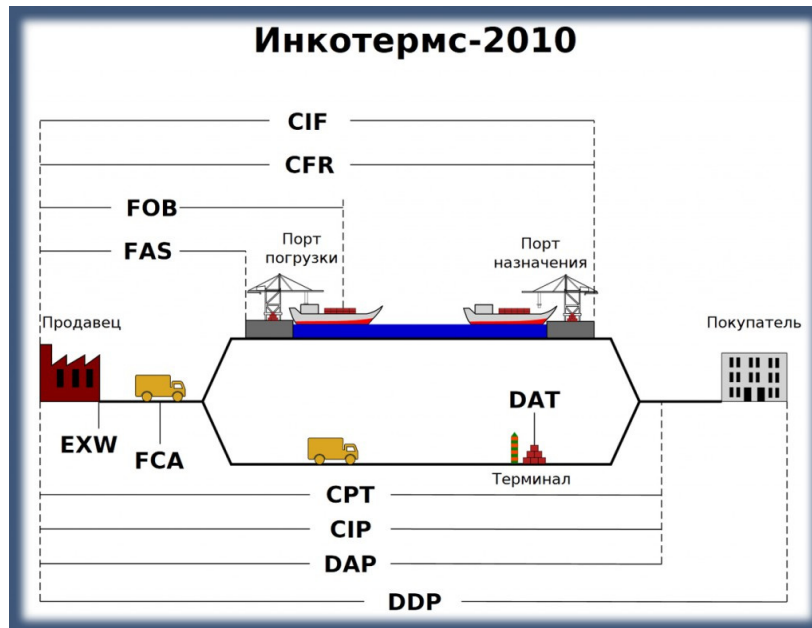 Инкотермс-2010
CIF
CFR
FOB
FAS
Порт
погрузки
Порт
назначения
Продавец
Покупатель
EXW
FCA
DAT
Терминал
CPT
CIP
DAP
DDP